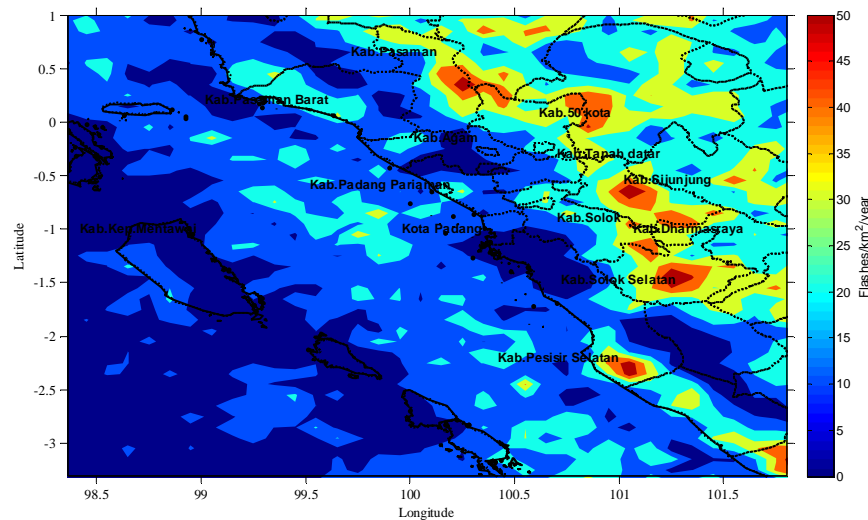 1
0.5
0
-0.5
-1
-1.5
-2
-2.5
-3
Latitude
98.5
99
99.5
100
100.5
101
101.5
Longitude
Kab.Pasaman
Kab.Pasaman Barat
Kab.50 kota
Kab.Agam
Kab.Tanah datar
Kab.Sijunjung
Kab.Padang Pariaman
Kab.Kep.Mentawai
Kota Padang
Kab.Solok
Kab.Dharmasraya
Kab.Solok Selatan
Kab.Pesisir Selatan
50
45
40
35
30
25
20
15
10
5
0
Flashes/km²/year